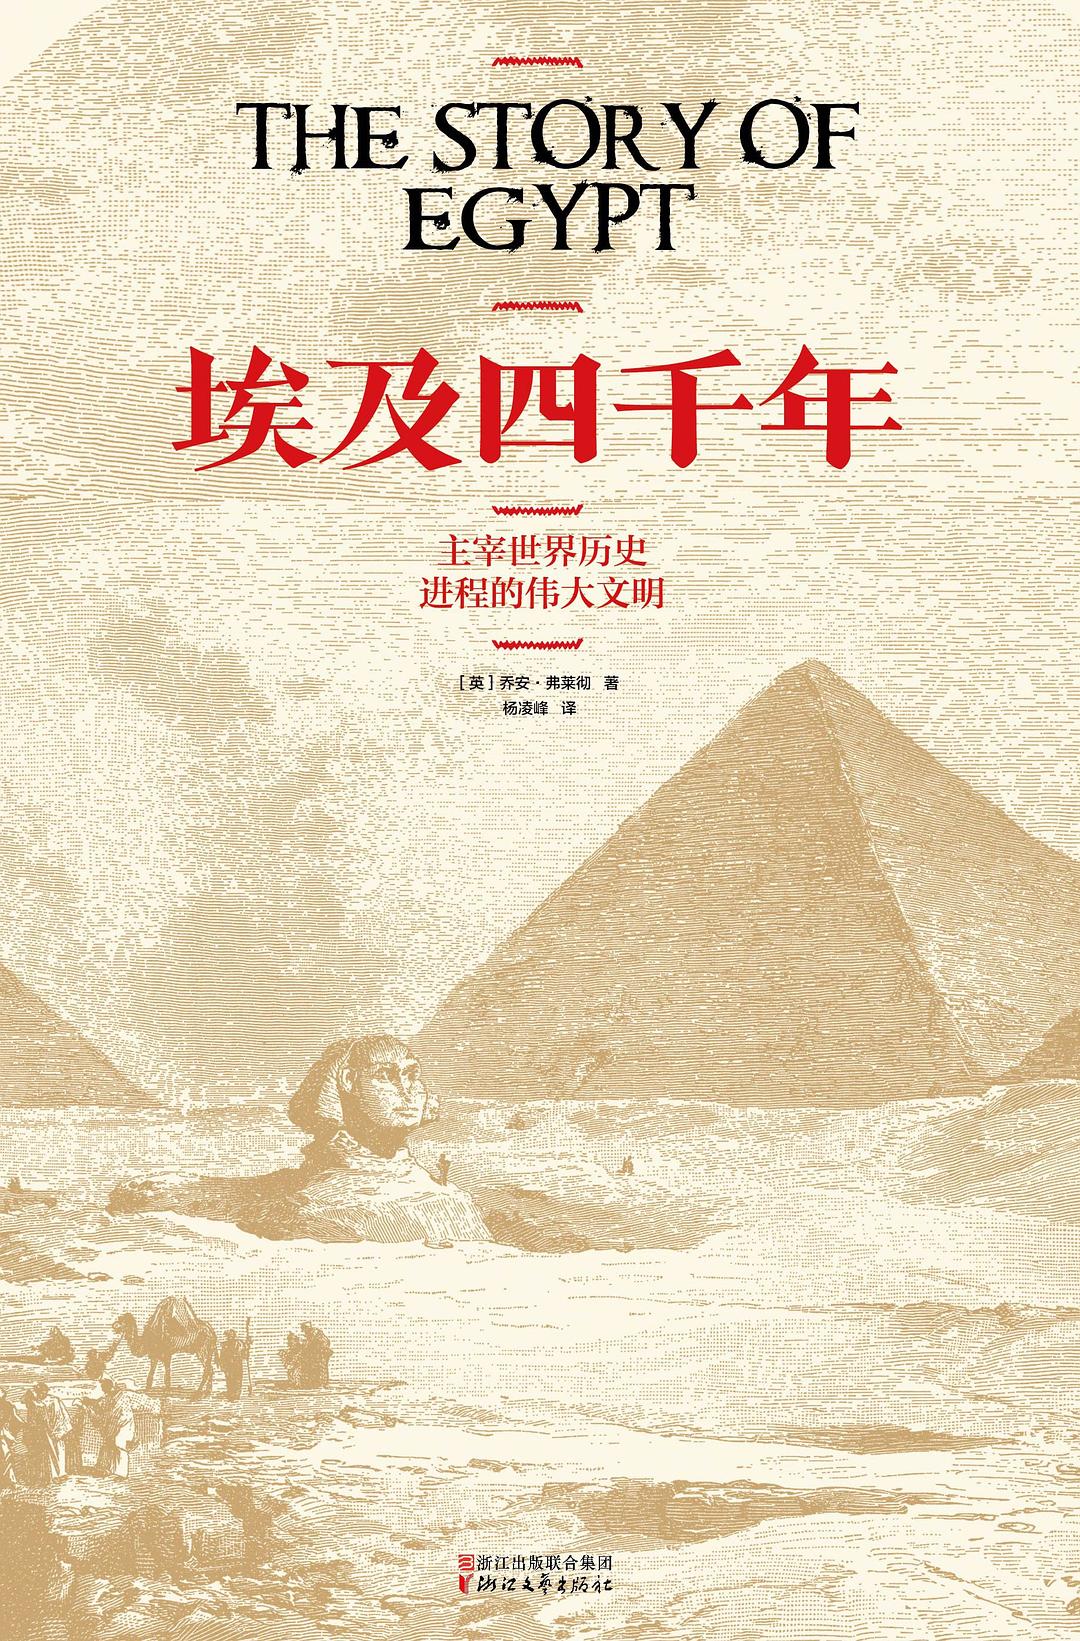 THE STORY OF
EGYPT
埃及四千年
主宰世界历史
进程的伟大文明
[英]乔安·弗莱彻 著
杨凌峰 译
浙江出版联合集团
浙江文艺出版社